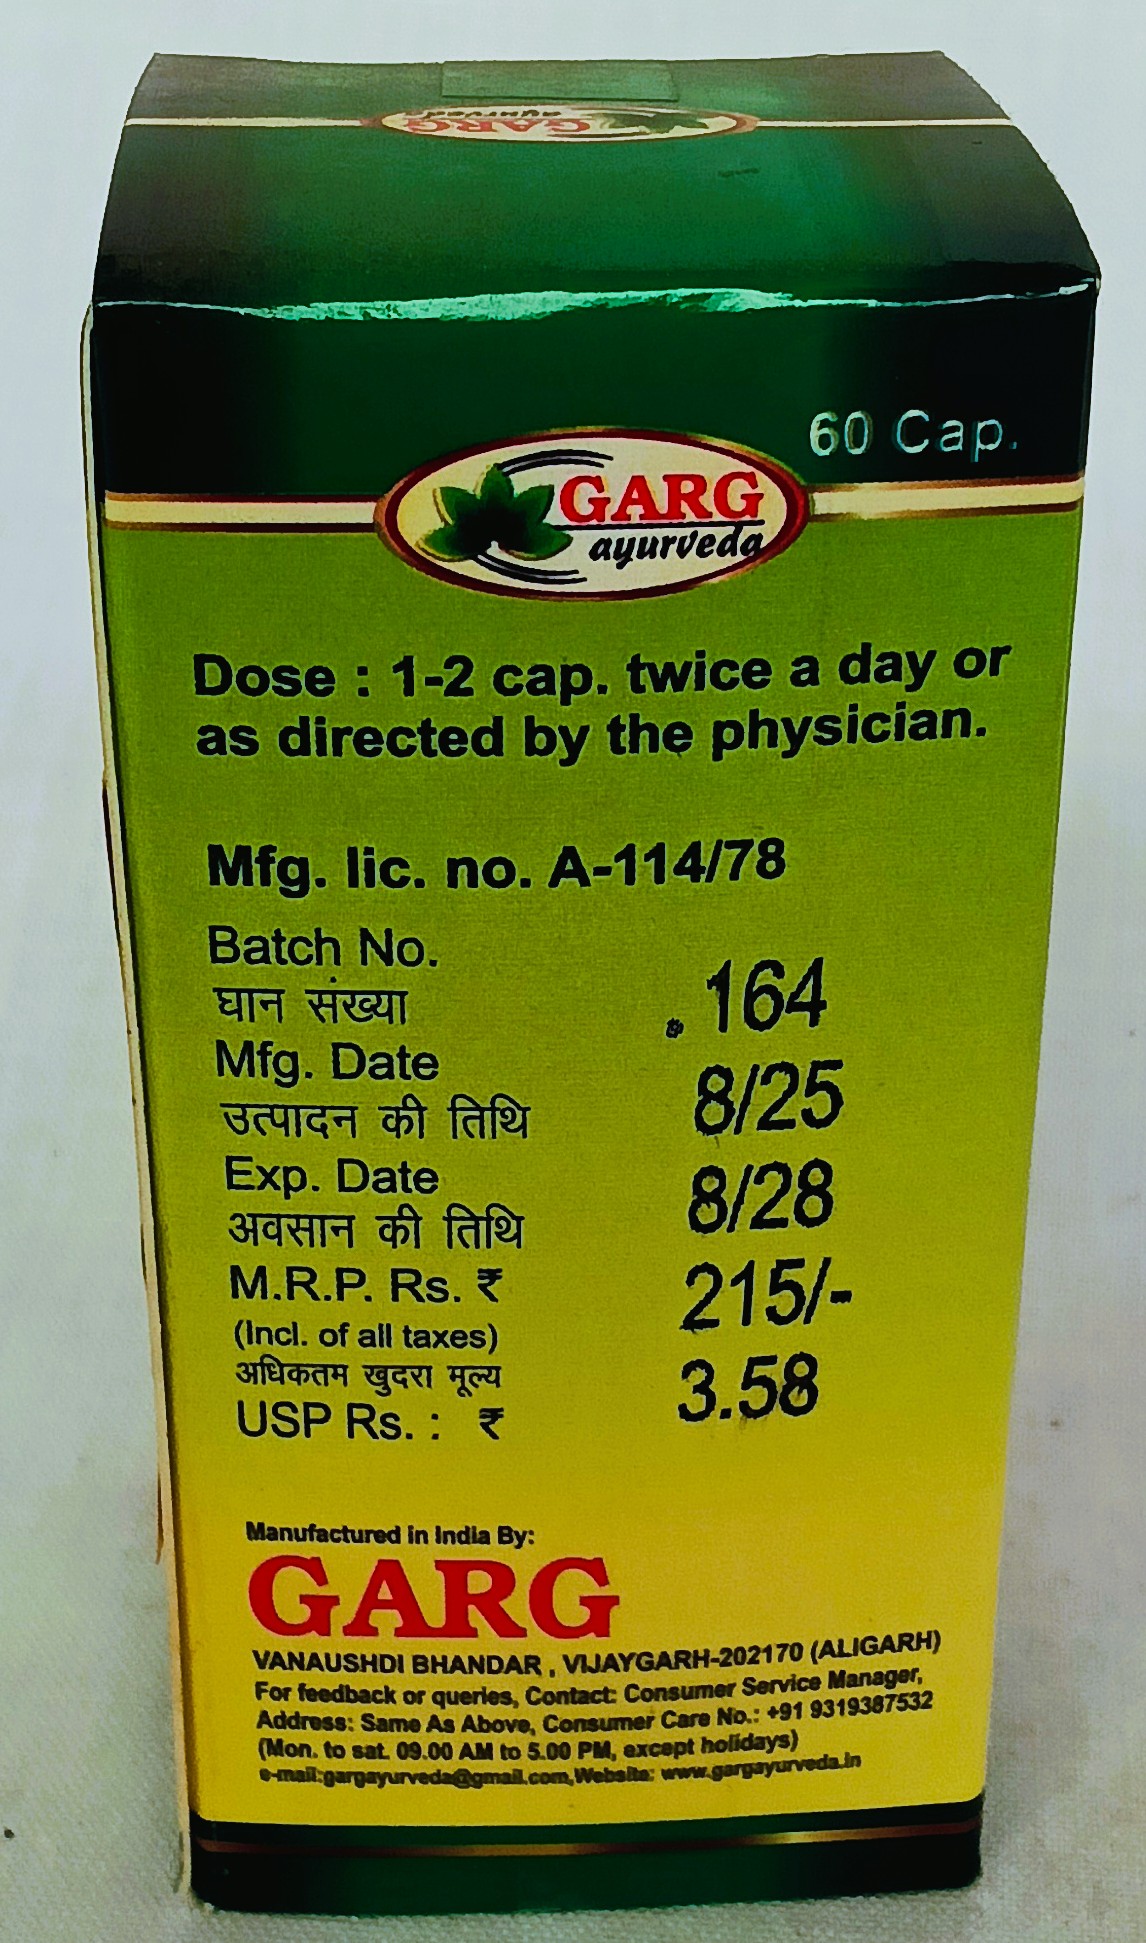 GARG
ayurveda
60 Cap.
GARG
ayurveda
Dose : 1-2 cap. twice a day or
as directed by the physician.
Mfg. lic. no. A-114/78
Batch No.
घान संख्या
.164
Mfg. Date
उत्पादन की तिथि
8/25
Exp. Date
अवसान की तिथि
8/28
M.R.P. Rs. ₹
215/-
(Incl. of all taxes)
अधिकतम खुदरा मूल्य
USP Rs. : ₹
3.58
Manufactured in India By:
GARG
VANAUSHDI BHANDAR , VIJAYGARH-202170 (ALIGARH)
For feedback or queries, Contact: Consumer Service Manager,
Address: Same As Above, Consumer Care No.: +91 9319387532
(Mon. to sat. 09.00 AM to 5.00 PM, except holidays)
e-mail:gargayurveda@gmail.com,Website: www.gargayurveda.in